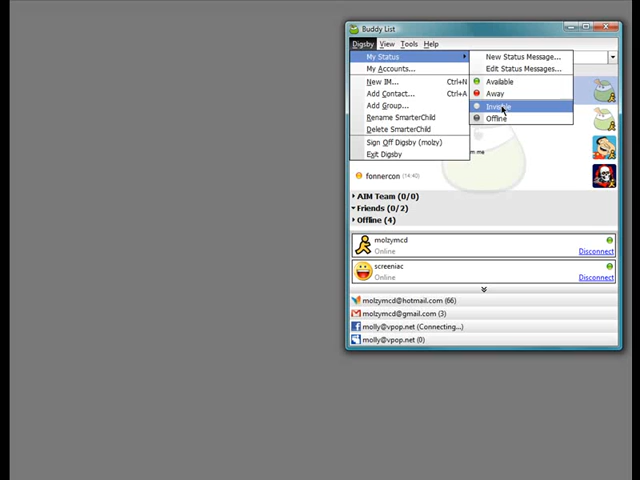 Buddy List
Digsby View Tools Help
My Status
My Accounts...
New IM... Ctrl+N
Add Contact... Ctrl+A
Add Group...
Rename SmarterChild
Delete SmarterChild
Sign Off Digsby (molzy)
Exit Digsby
New Status Message...
Edit Status Messages...
Available
Away
Invisible
Offline
me
fonnercon (14:40)
AIM Team (0/0)
Friends (0/2)
Offline (4)
molzymcd
Online
Disconnect
screeniac
Online
Disconnect
molzymcd@hotmail.com (66)
molzymcd@gmail.com (3)
molly@vpop.net (Connecting...)
molly@vpop.net (0)